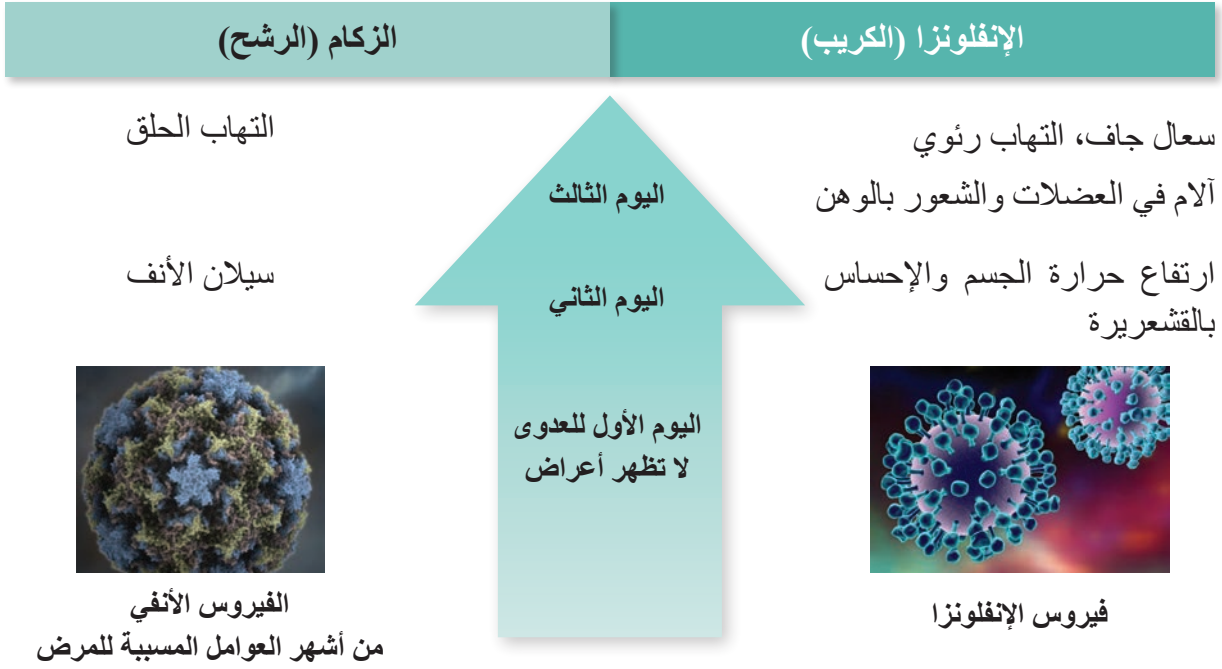 الإنفلونزا (الكريب)
الزكام (الرشح)
سعال جاف، التهاب رئوي
آلام في العضلات والشعور بالوهن
ارتفاع حرارة الجسم والإحساس
بالقشعريرة
فيروس الإنفلونزا
اليوم الثالث
اليوم الثاني
اليوم الأول للعدوى
لا تظهر أعراض
التهاب الحلق
سيلان الأنف
الفيروس الأنفي
من أشهر العوامل المسببة للمرض